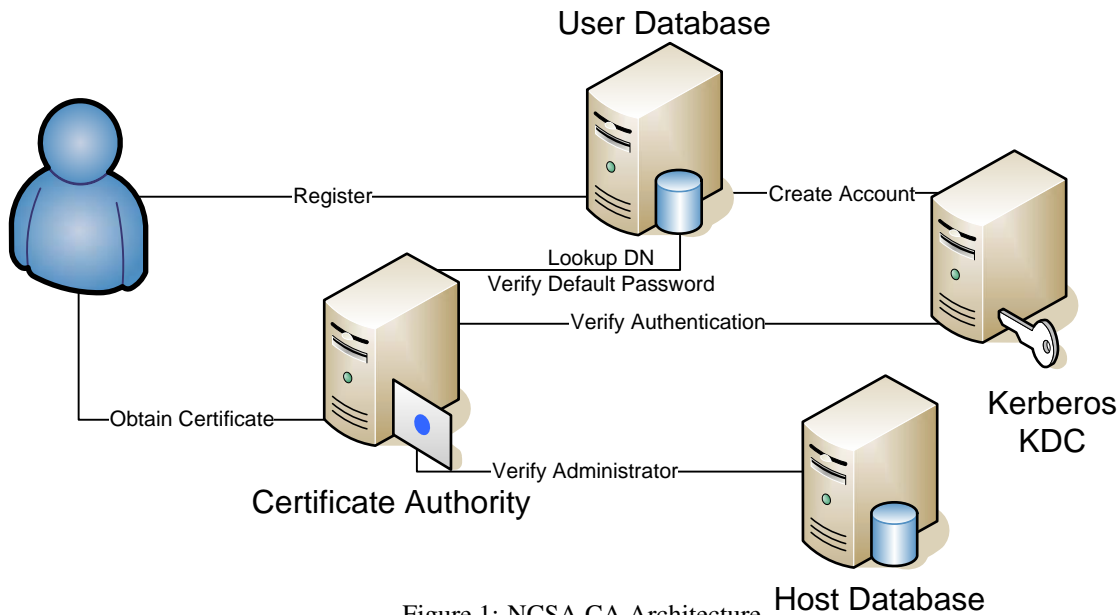 User Database
Register
Create Account
Lookup DN
Verify Default Password
Verify Authentication
Kerberos
KDC
Obtain Certificate
Verify Administrator
Certificate Authority
Host Database
Figure 1: NCSA CA Architecture